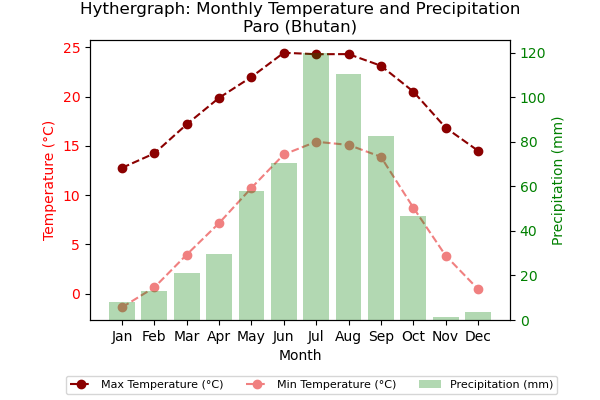 Hythergraph: Monthly Temperature and Precipitation
Paro (Bhutan)
25
20
15
10
5
0
Temperature (°C)
120
100
80
60
40
20
0
Precipitation (mm)
Jan Feb Mar Apr May Jun Jul Aug Sep Oct Nov Dec
Month
Max Temperature (°C) Min Temperature (°C) Precipitation (mm)